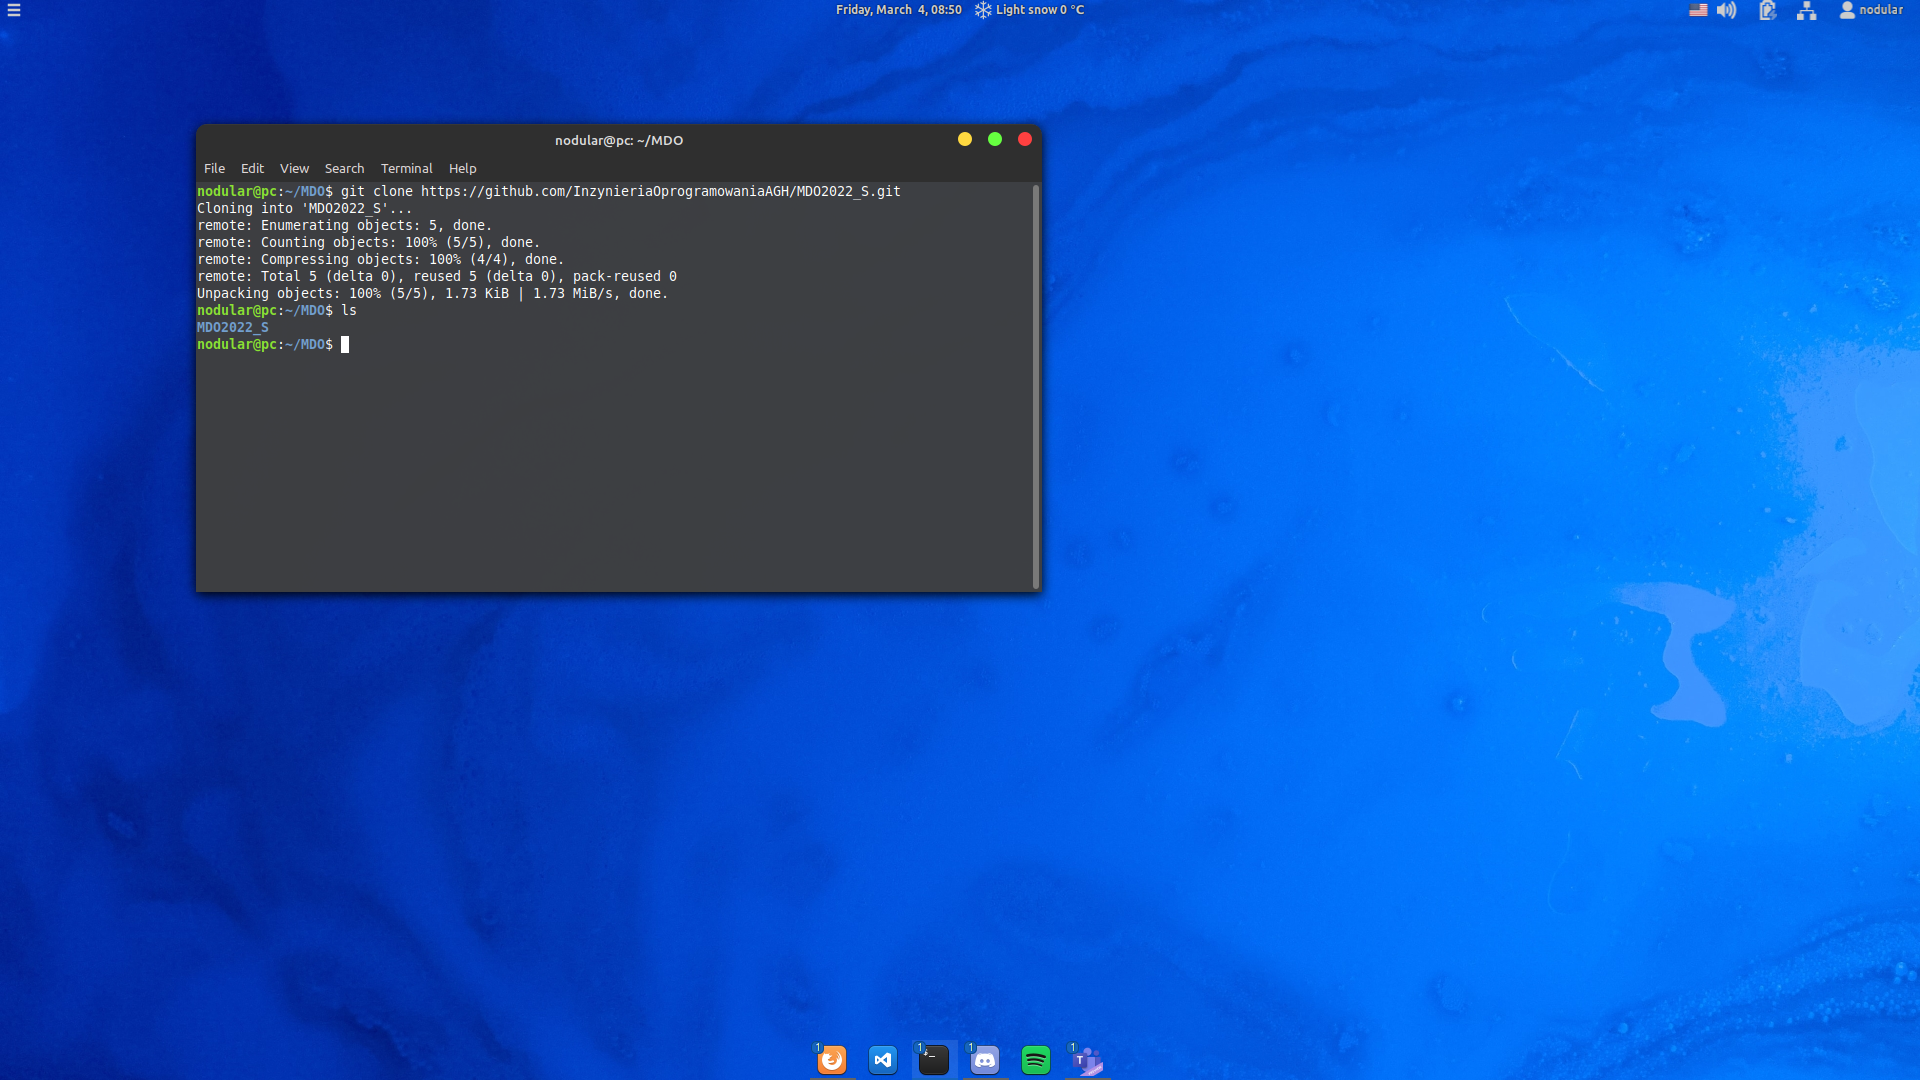 Friday, March 4, 08:50 Light snow 0 °C
nodular
nodular@pc: ~/MDO
File Edit View Search Terminal Help
nodular@pc:~/MDO$ git clone https://github.com/InzynieriaOprogramowaniaAGH/MDO2022_S.git
Cloning into 'MDO2022_S'...
remote: Enumerating objects: 5, done.
remote: Counting objects: 100% (5/5), done.
remote: Compressing objects: 100% (4/4), done.
remote: Total 5 (delta 0), reused 5 (delta 0), pack-reused 0
Unpacking objects: 100% (5/5), 1.73 KiB | 1.73 MiB/s, done.
nodular@pc:~/MDO$ ls
MDO2022_S
nodular@pc:~/MDO$
1 1 1 1